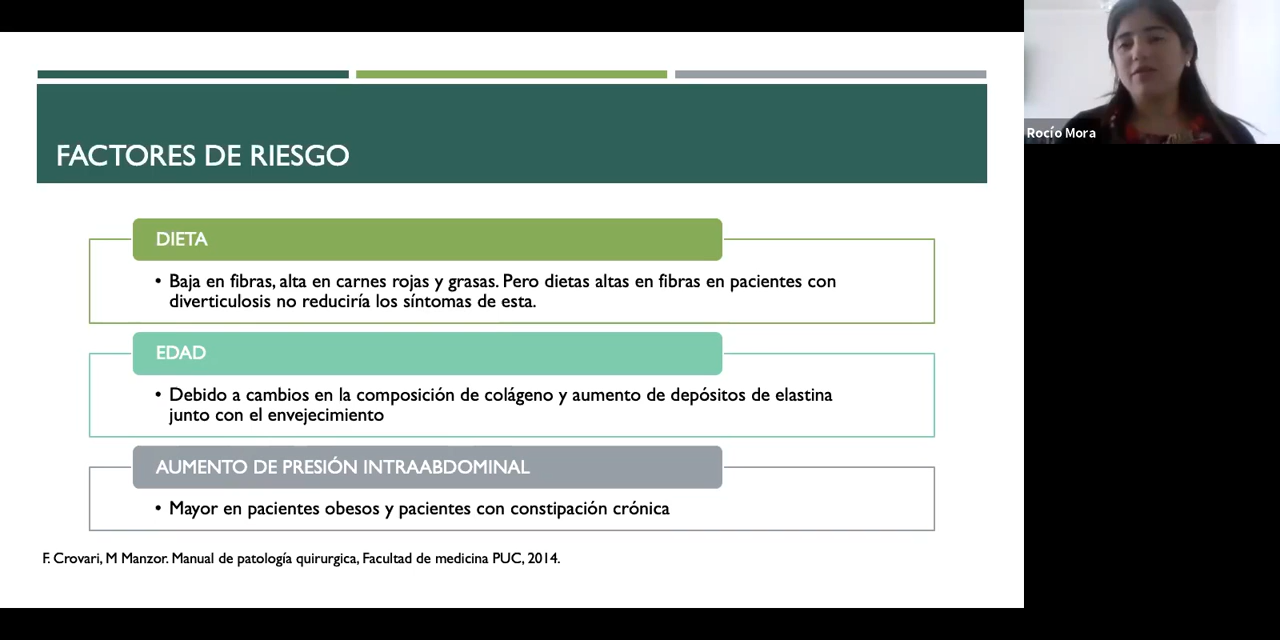 FACTORES DE RIESGO
DIETA
• Baja en fibras, alta en carnes rojas y grasas. Pero dietas altas en fibras en pacientes con
diverticulosis no reduciría los síntomas de esta.
EDAD
• Debido a cambios en la composición de colágeno y aumento de depósitos de elastina
junto con el envejecimiento
AUMENTO DE PRESIÓN INTRAABDOMINAL
• Mayor en pacientes obesos y pacientes con constipación crónica
F. Crovari, M Manzor. Manual de patología quirurgica, Facultad de medicina PUC, 2014.
Rocío Mora